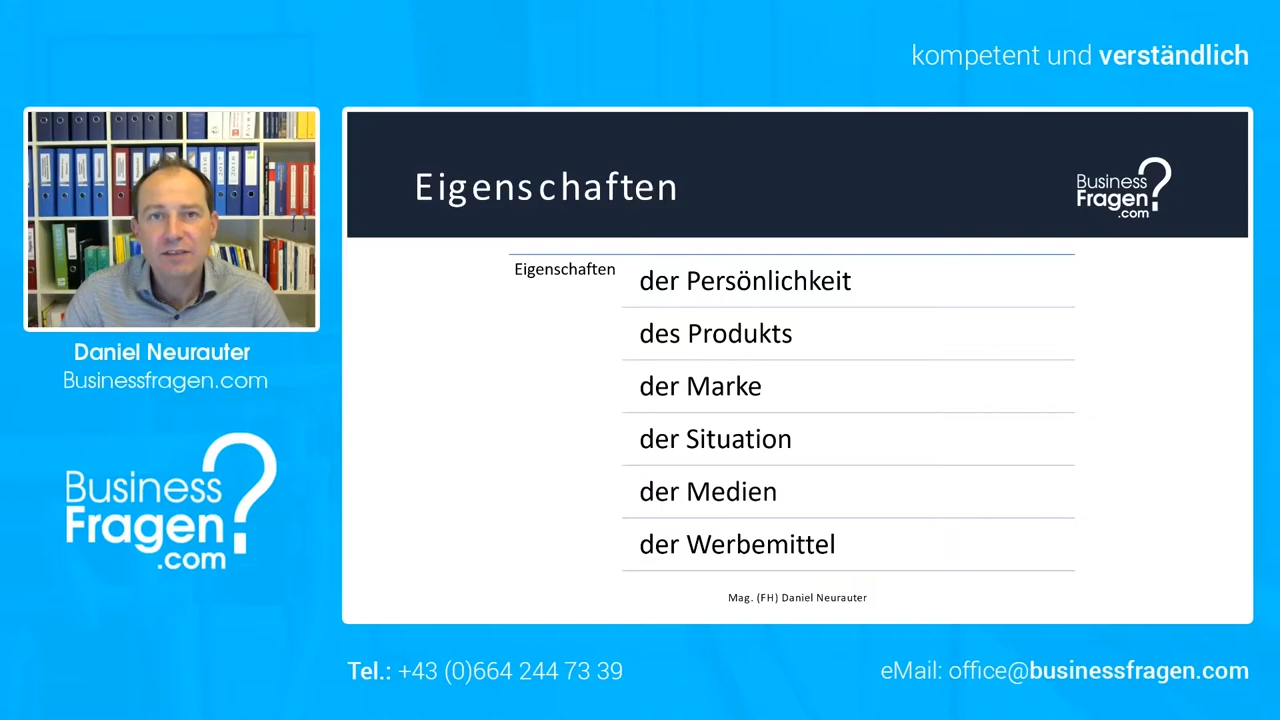 kompetent und verständlich
Daniel Neurauter
Businessfragen.com
Business
Fragen?
.com
Eigenschaften
Business
Fragen?
.com
Eigenschaften
der Persönlichkeit
des Produkts
der Marke
der Situation
der Medien
der Werbemittel
Mag. (FH) Daniel Neurauter
Tel.: +43 (0)664 244 73 39
eMail: office@businessfragen.com